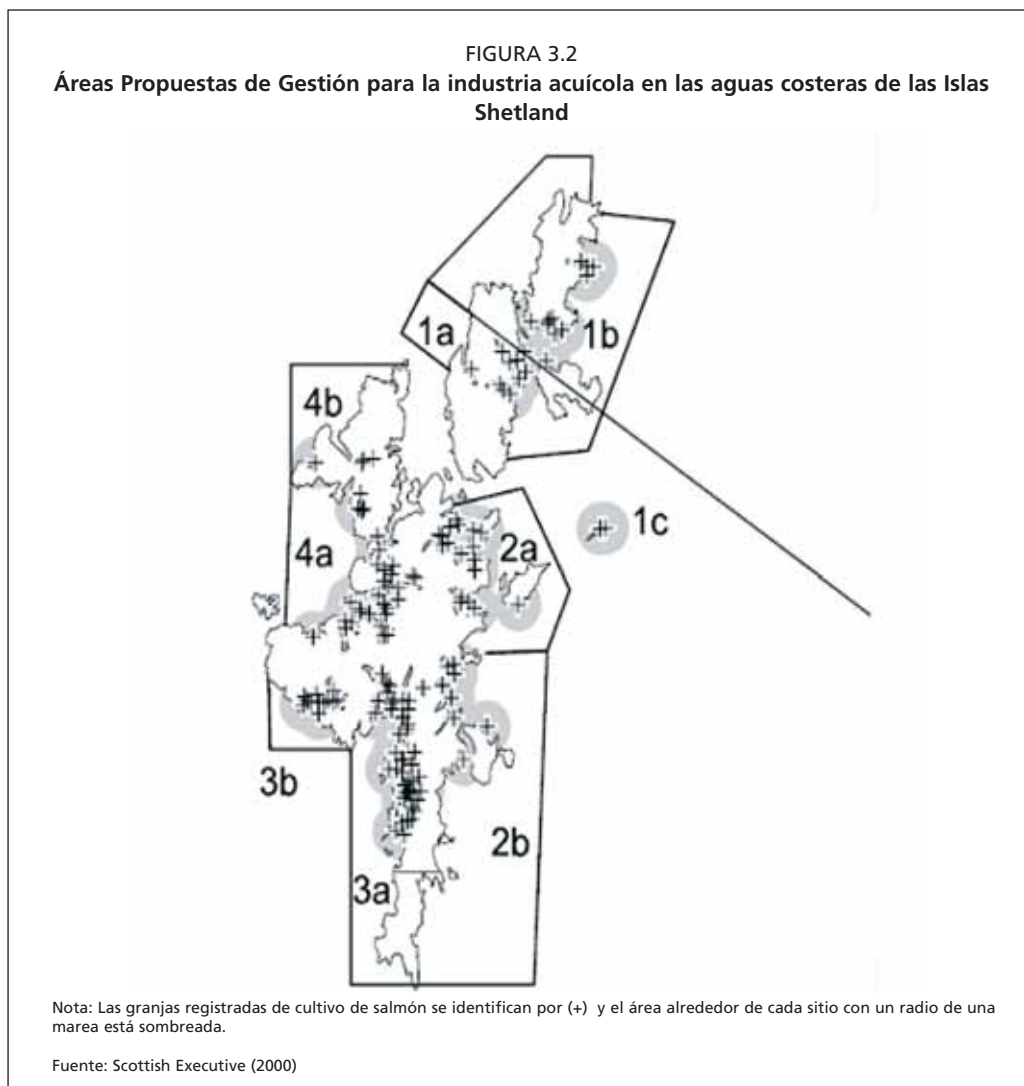 FIGURA 3.2
Áreas Propuestas de Gestión para la industria acuícola en las aguas costeras de las Islas
Shetland
1a
1b
4b
1c
4a
2a
3b
2b
3a
Nota: Las granjas registradas de cultivo de salmón se identifican por (+) y el área alrededor de cada sitio con un radio de una
marea está sombreada.
Fuente: Scottish Executive (2000)